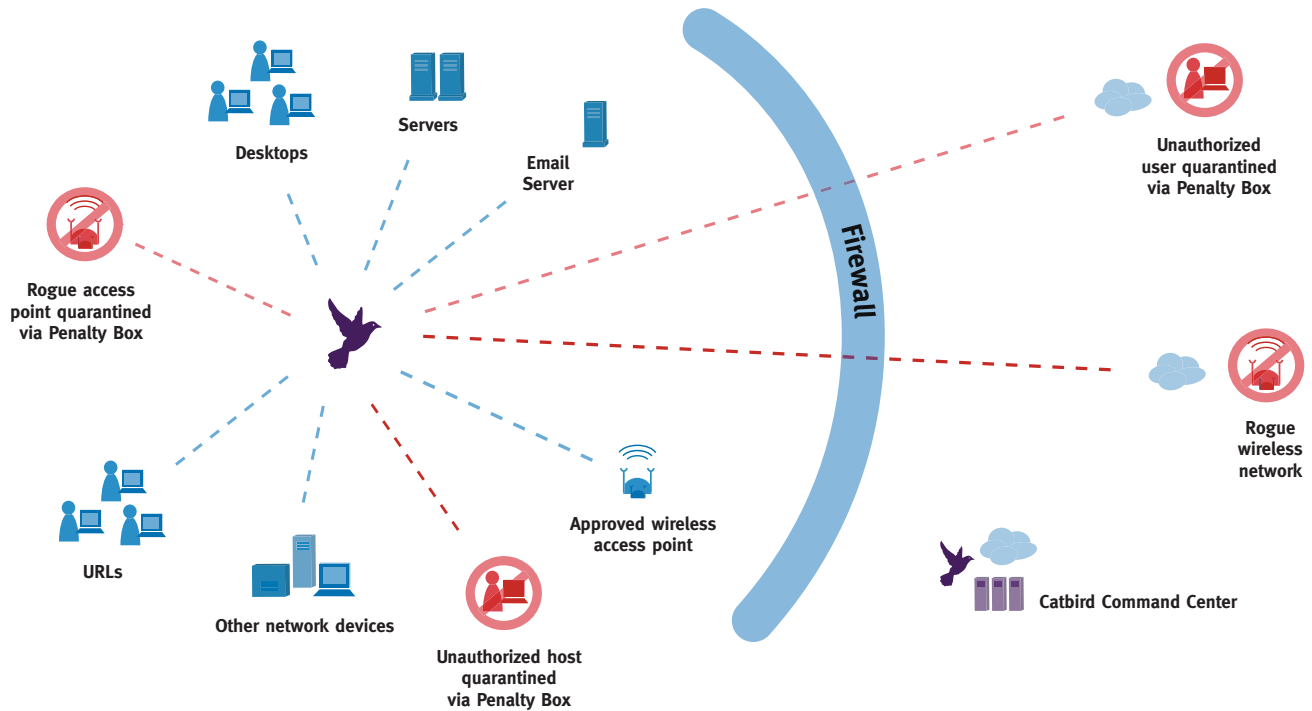 Desktops
Servers
Email
Server
Unauthorized
user quarantined
via Penalty Box
Rogue access
point quarantined
via Penalty Box
Firewall
Rogue
wireless
network
URLs
Other network devices
Approved wireless
access point
Unauthorized host
quarantined
via Penalty Box
Catbird Command Center